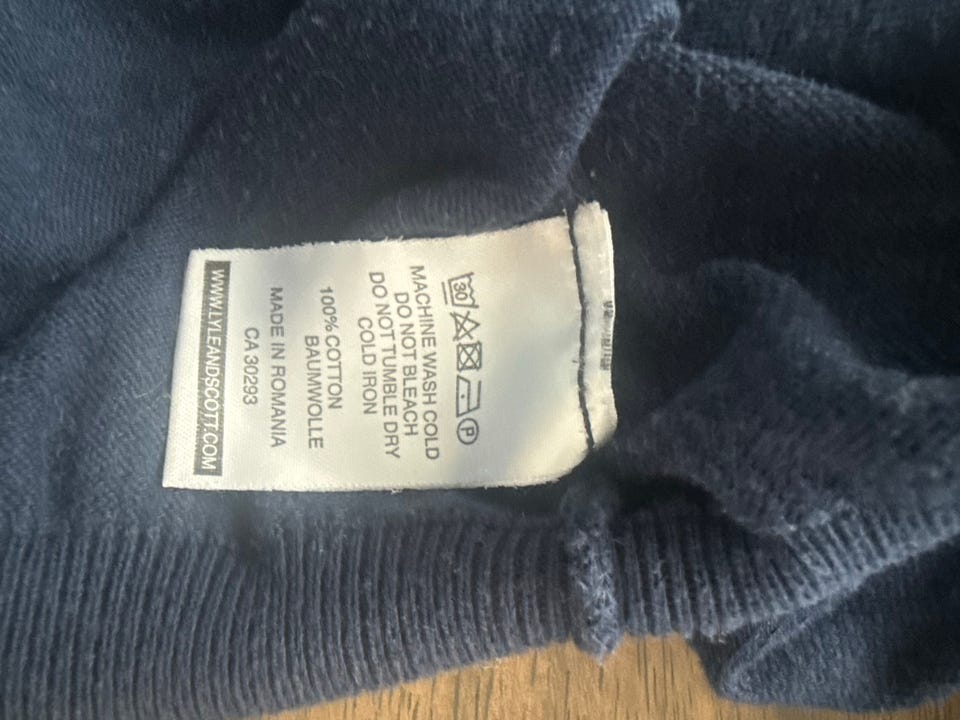 30 P
MACHINE WASH COLD
DO NOT BLEACH
DO NOT TUMBLE DRY
COLD IRON
100% COTTON
BAUMWOLLE
MADE IN ROMANIA
CA 30293
WWW.LYLEANDSCOTT.COM